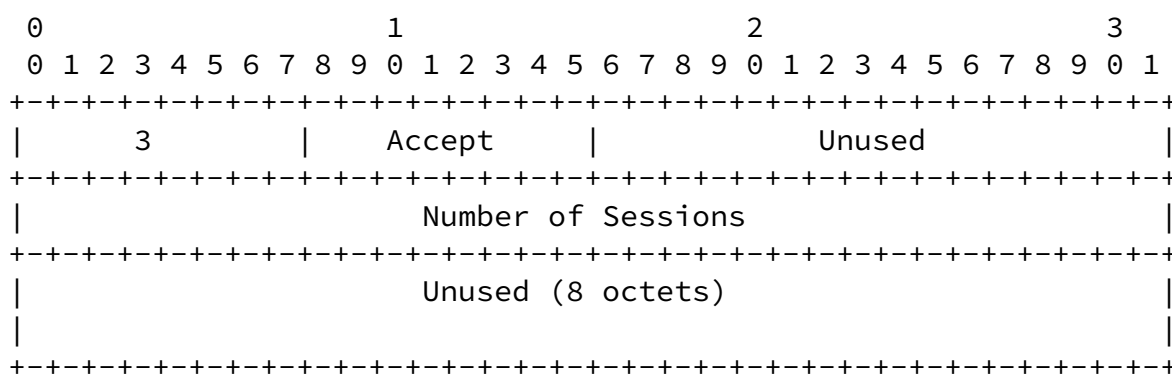 0                   1                   2                   3
0 1 2 3 4 5 6 7 8 9 0 1 2 3 4 5 6 7 8 9 0 1 2 3 4 5 6 7 8 9 0 1
+-+-+-+-+-+-+-+-+-+-+-+-+-+-+-+-+-+-+-+-+-+-+-+-+-+-+-+-+-+-+-+-+
|      3        |    Accept     |            Unused             |
+-+-+-+-+-+-+-+-+-+-+-+-+-+-+-+-+-+-+-+-+-+-+-+-+-+-+-+-+-+-+-+-+
|                      Number of Sessions                       |
+-+-+-+-+-+-+-+-+-+-+-+-+-+-+-+-+-+-+-+-+-+-+-+-+-+-+-+-+-+-+-+-+
|                      Unused (8 octets)                        |
|                                                               |
+-+-+-+-+-+-+-+-+-+-+-+-+-+-+-+-+-+-+-+-+-+-+-+-+-+-+-+-+-+-+-+-+